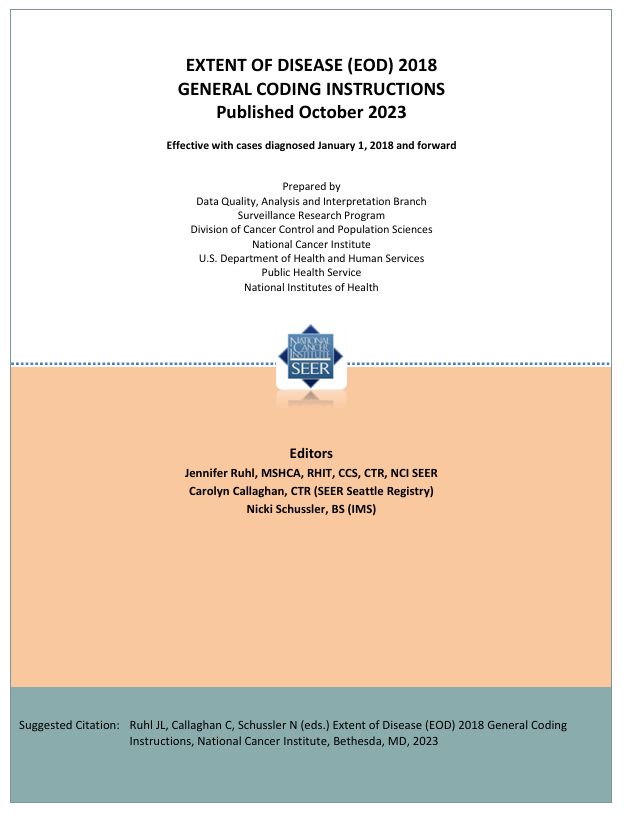 EXTENT OF DISEASE (EOD) 2018
GENERAL CODING INSTRUCTIONS
Published October 2023
Effective with cases diagnosed January 1, 2018 and forward
Prepared by
Data Quality, Analysis and Interpretation Branch
Surveillance Research Program
Division of Cancer Control and Population Sciences
National Cancer Institute
U.S. Department of Health and Human Services
Public Health Service
National Institutes of Health
NATIONAL
CANCER
INSTITUTE
SEER
Editors
Jennifer Ruhl, MSHCA, RHIT, CCS, CTR, NCI SEER
Carolyn Callaghan, CTR (SEER Seattle Registry)
Nicki Schussler, BS (IMS)
Suggested Citation: Ruhl JL, Callaghan C, Schussler N (eds.) Extent of Disease (EOD) 2018 General Coding
Instructions, National Cancer Institute, Bethesda, MD, 2023